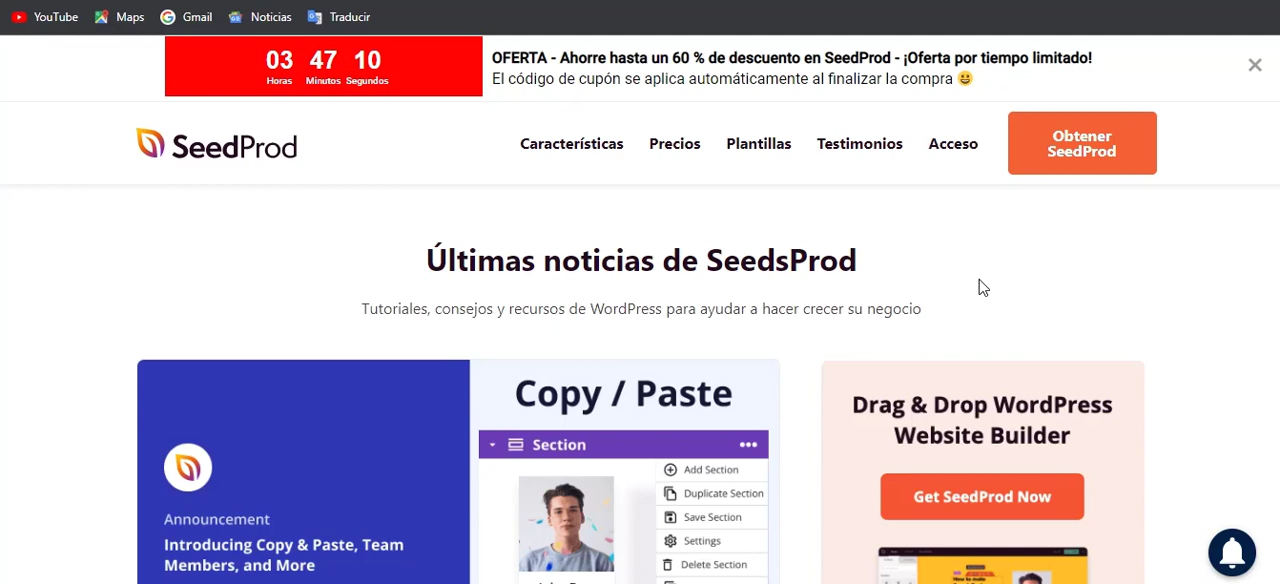 YouTube Maps Gmail Noticias Traducir
03 47 10
Horas Minutos Segundos
OFERTA - Ahorre hasta un 60 % de descuento en SeedProd - ¡Oferta por tiempo limitado!
El código de cupón se aplica automáticamente al finalizar la compra 😀
SeedProd
Características Precios Plantillas Testimonios Acceso
Obtener
SeedProd
Últimas noticias de SeedsProd
Tutoriales, consejos y recursos de WordPress para ayudar a hacer crecer su negocio
Announcement
Introducing Copy & Paste, Team
Members, and More
Copy / Paste
Section
Add Section
Duplicate Section
Save Section
Settings
Delete Section
Drag & Drop WordPress
Website Builder
Get SeedProd Now